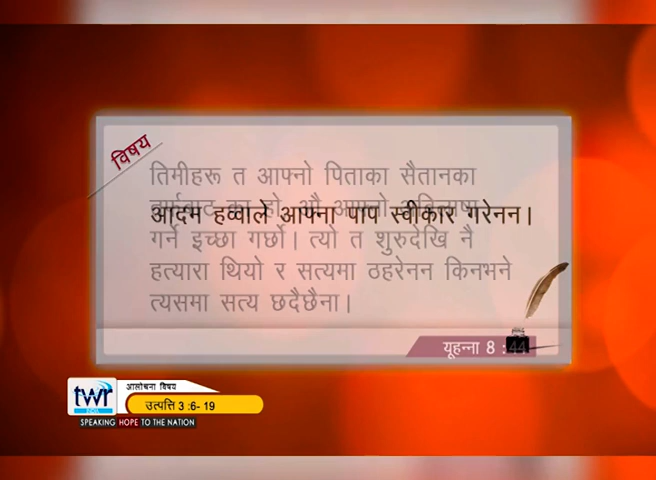 विषय
तिमीहरू त आफ्नो पिताका सैतानका
आदम हव्वाले आफ्ना पाप स्वीकार गरेनन।
गर्ने इच्छा गर्छो। त्यो त शुरुदेखि नै
हत्यारा थियो र सत्यमा ठहरेनन किनभने
त्यसमा सत्य छदैछैना।
यूहन्ना 8 :44
twr
आलोचना विषय
उत्पत्ति 3 :6- 19
SPEAKING HOPE TO THE NATION